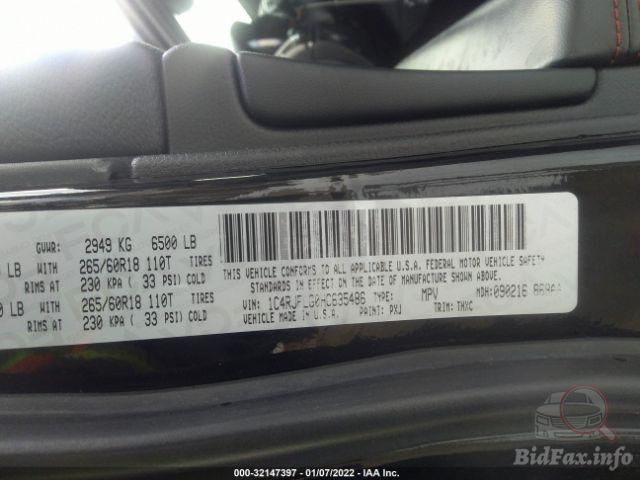 GVWR: 2949 KG 6500 LB
LB WITH 265/60R18 110T TIRES
RIMS AT 230 KPA ( 33 PSI) COLD
LB WITH 265/60R18 110T TIRES
RIMS AT 230 KPA ( 33 PSI) COLD
THIS VEHICLE CONFORMS TO ALL APPLICABLE U.S.A. FEDERAL MOTOR VEHICLE SAFETY
STANDARDS IN EFFECT ON THE DATE OF MANUFACTURE SHOWN ABOVE.
VIN: TYPE: MPV MDH: 090216
VEHICLE MADE IN U.S.A. PAINT: PXJ TRIM: THXC
BidFax.info
000-32147397 - 01/07/2022 - IAA Inc.